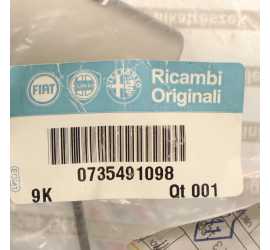 FIAT
Ricambi
Originali
0735491098
9K
Qt 001